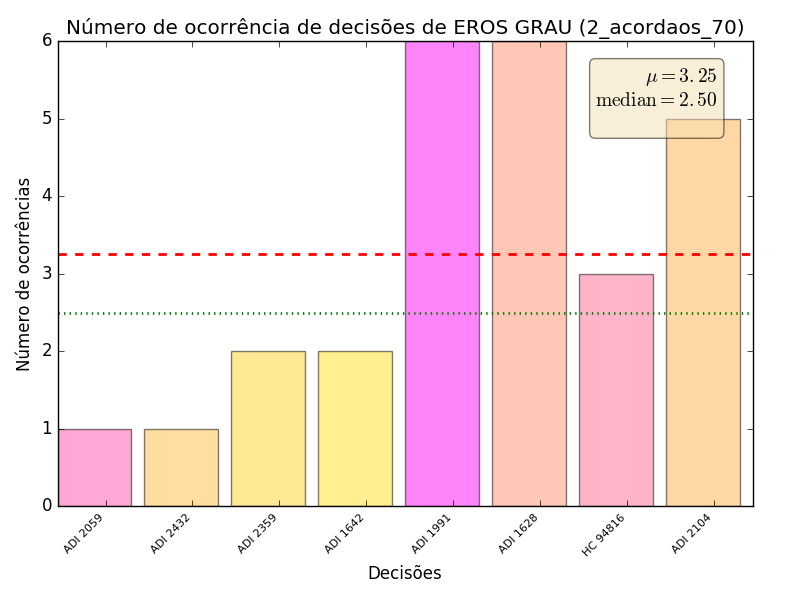 Número de ocorrência de decisões de EROS GRAU (2_acordaos_70)
6
5
4
3
2
1
0
Número de ocorrências
μ = 3.25
median = 2.50
ADI 2059
ADI 2432
ADI 2359
ADI 1642
ADI 1991
ADI 1628
HC 94816
ADI 2104
Decisões